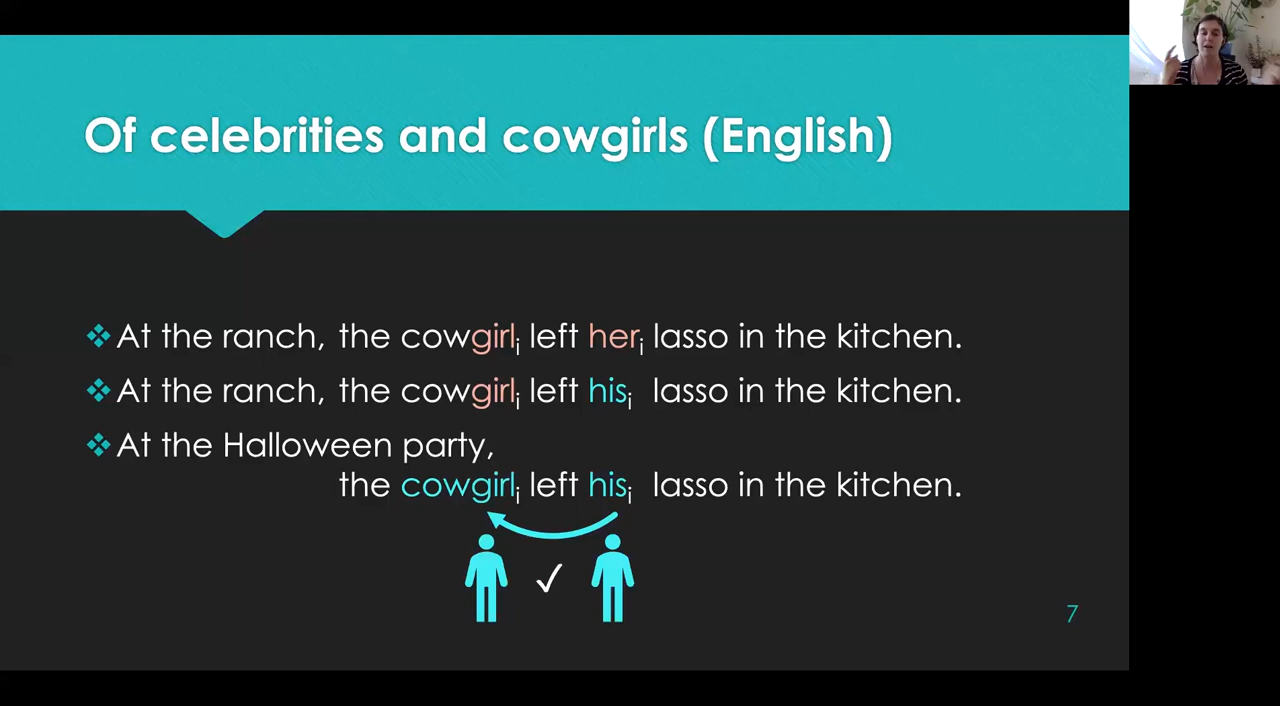 Of celebrities and cowgirls (English)
At the ranch, the cowgirlᵢ left herᵢ lasso in the kitchen.
At the ranch, the cowgirlᵢ left hisᵢ lasso in the kitchen.
At the Halloween party,
the cowgirlᵢ left hisᵢ lasso in the kitchen.
✓
7